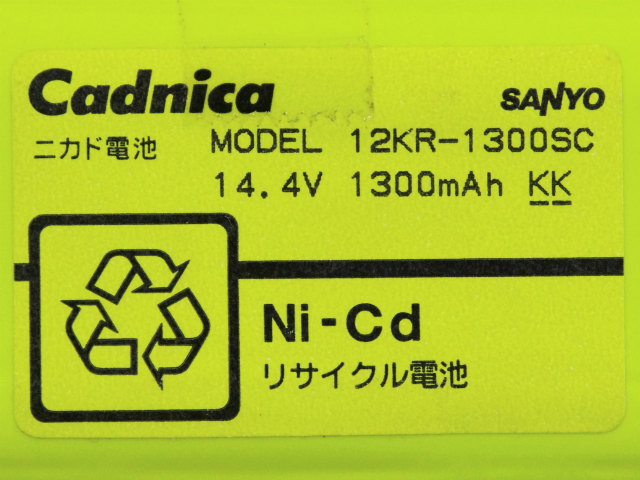 Cadnica
SANYO
ニカド電池
MODEL 12KR-1300SC
14.4V 1300mAh KK
Ni-Cd
リサイクル電池